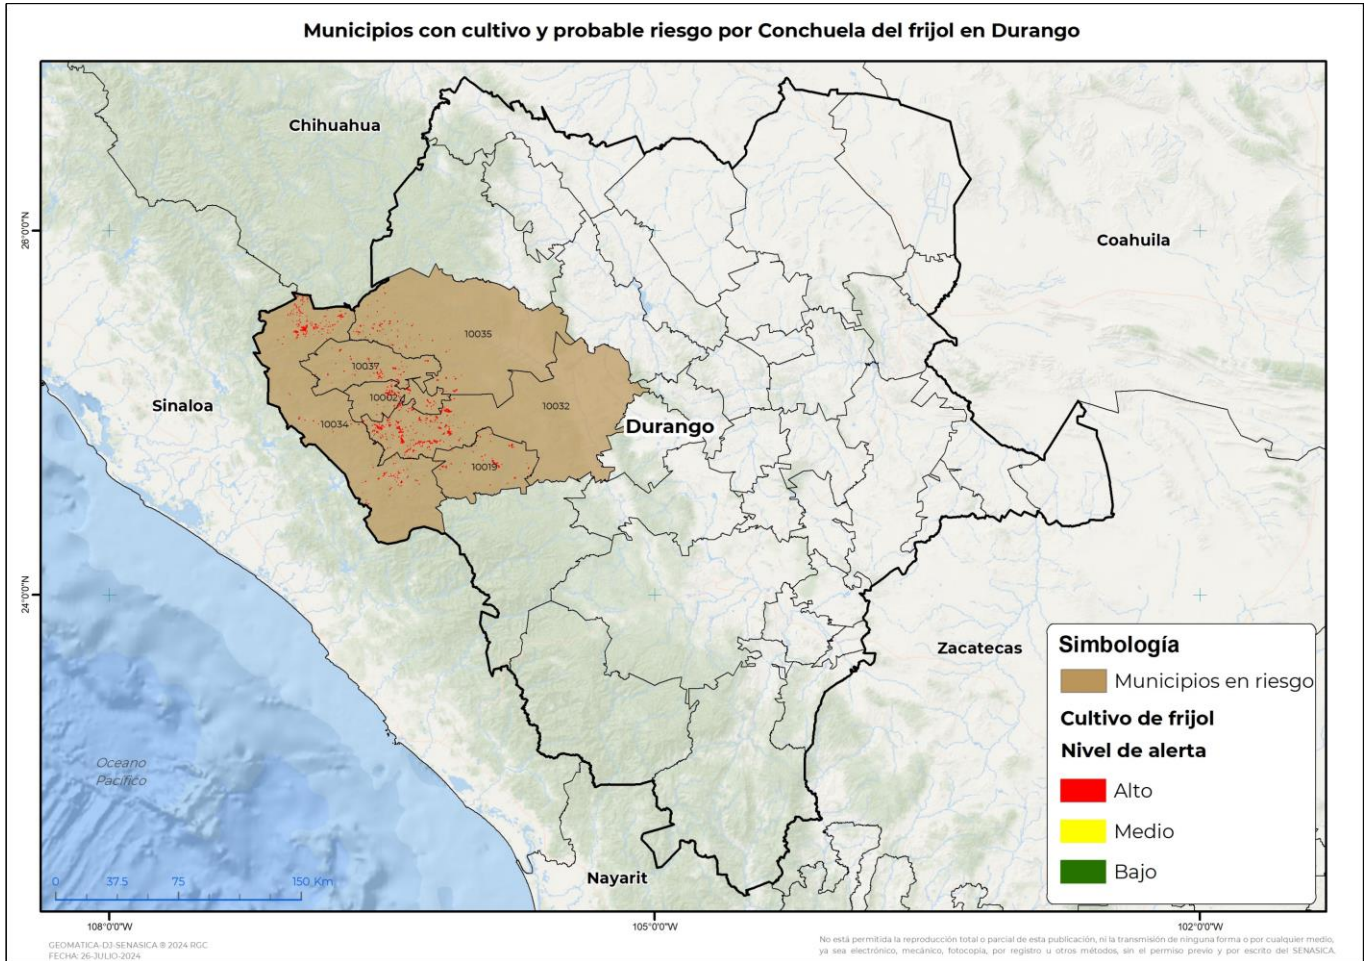 Municipios con cultivo y probable riesgo por Conchuela del frijol en Durango
Chihuahua
Coahuila
26°0'0"N
10035
10037
10002
10032
Sinaloa
10034
Durango
10019
24°0'0"N
Zacatecas
Simbología
Municipios en riesgo
Cultivo de frijol
Nivel de alerta
Alto
Medio
Bajo
Oceano
Pacífico
Nayarit
0 37.5 75 150 Km
108°0'0"W 105°0'0"W 102°0'0"W
GEOMATICA-DJ-SENASICA ® 2024 RGC
FECHA: 26-JULIO-2024
No está permitida la reproducción total o parcial de esta publicación, ni la transmisión de ninguna forma o por cualquier medio,
ya sea electrónico, mecánico, fotocopia, por registro u otros métodos, sin el permiso previo y por escrito del SENASICA.